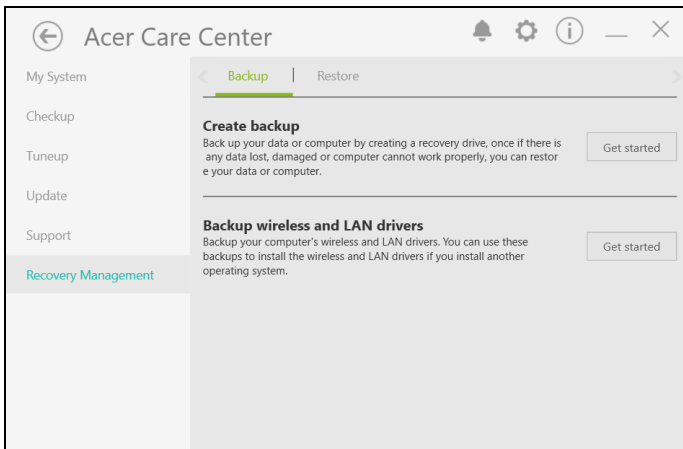 Acer Care Center
My System
Checkup
Tuneup
Update
Support
Recovery Management
Backup | Restore
Create backup
Back up your data or computer by creating a recovery drive, once if there is
any data lost, damaged or computer cannot work properly, you can restor
e your data or computer.
Get started
Backup wireless and LAN drivers
Backup your computer's wireless and LAN drivers. You can use these
backups to install the wireless and LAN drivers if you install another
operating system.
Get started